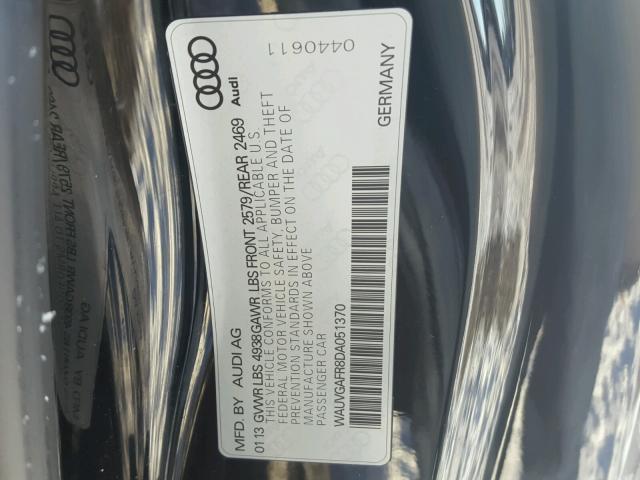 MFD. BY AUDI AG
0113 GVWR LBS 4938 GAWR LBS FRONT 2579/REAR 2469
THIS VEHICLE CONFORMS TO ALL APPLICABLE U.S.
FEDERAL MOTOR VEHICLE SAFETY, BUMPER AND THEFT
PREVENTION STANDARDS IN EFFECT ON THE DATE OF
MANUFACTURE SHOWN ABOVE
PASSENGER CAR
WAUVGAFR8DA051370
Audi
0440611
GERMANY